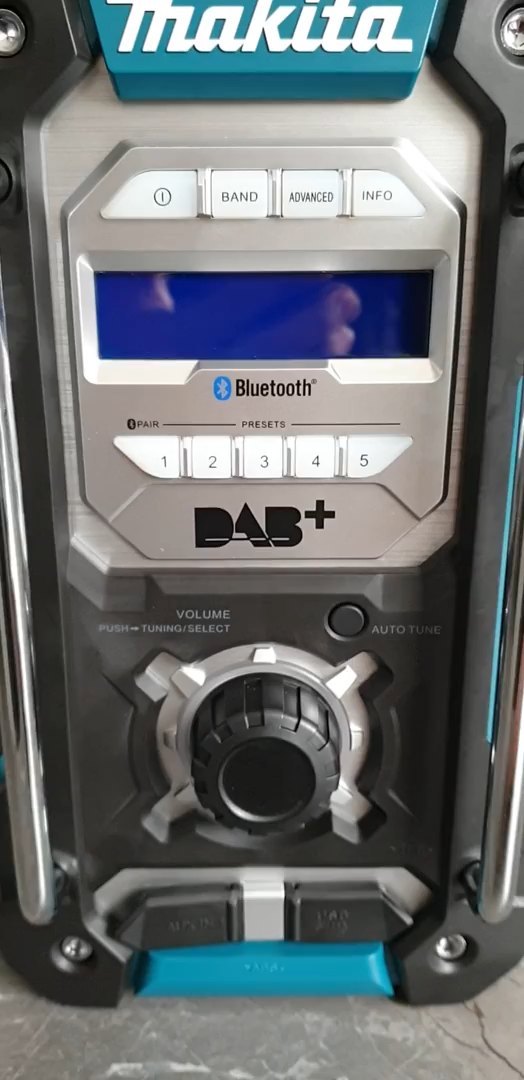 makita
BAND ADVANCED INFO
Bluetooth®
PAIR PRESETS
1 2 3 4 5
DAB+
VOLUME
PUSH→TUNING/SELECT
AUTO TUNE